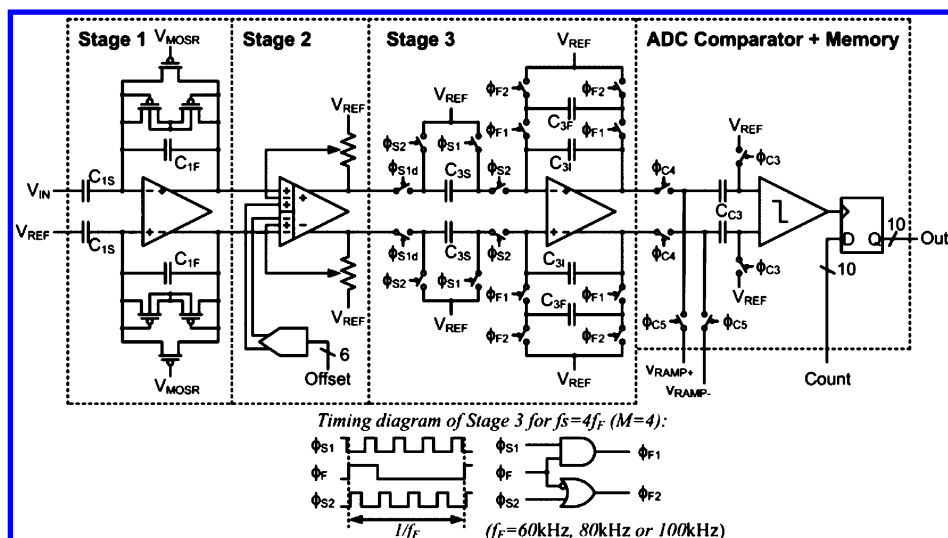 Stage 1
Stage 2
Stage 3
ADC Comparator + Memory
VMOSR
VREF
VREF
ΦF2
ΦF2
C3F
VREF
ΦS2
ΦS1
ΦF1
ΦF1
VREF
ΦC3
C1F
ΦS1d
C3S
ΦS2
C3I
ΦC4
VIN
C1S
CC3
VREF
C1S
ΦS1d
C3S
ΦS2
C3I
ΦC4
D Q
10
Out
C1F
ΦS2
ΦS1
ΦF1
C3F
ΦF1
ΦC3
VREF
10
VREF
VREF
ΦF2
ΦF2
ΦC5
ΦC5
6
Offset
VMOSR
VREF
VRAMP+
VRAMP-
Count
Timing diagram of Stage 3 for fs=4fF (M=4):
ΦS1
ΦS1
ΦF1
ΦF
ΦF
ΦS2
ΦS2
ΦF2
1/fF
(fF=60kHz, 80kHz or 100kHz)